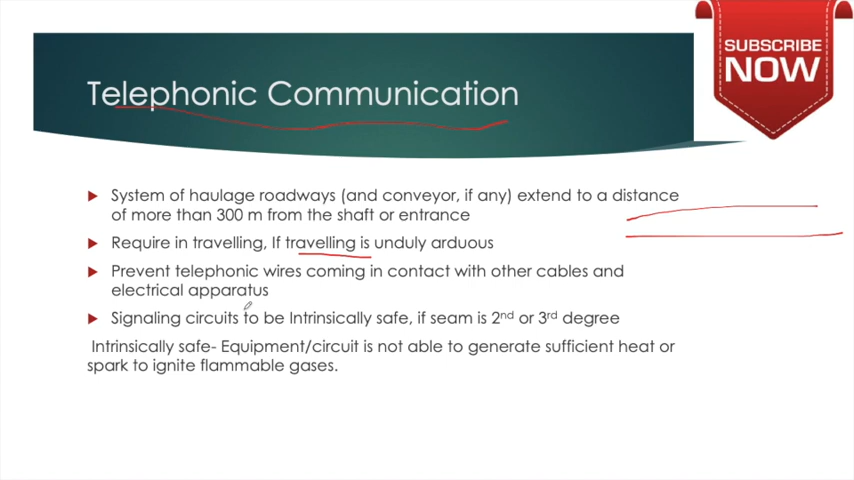 SUBSCRIBE
NOW
Telephonic Communication
System of haulage roadways (and conveyor, if any) extend to a distance
of more than 300 m from the shaft or entrance
Require in travelling, If travelling is unduly arduous
Prevent telephonic wires coming in contact with other cables and
electrical apparatus
Signaling circuits to be Intrinsically safe, if seam is 2nd or 3rd degree
Intrinsically safe- Equipment/circuit is not able to generate sufficient heat or
spark to ignite flammable gases.